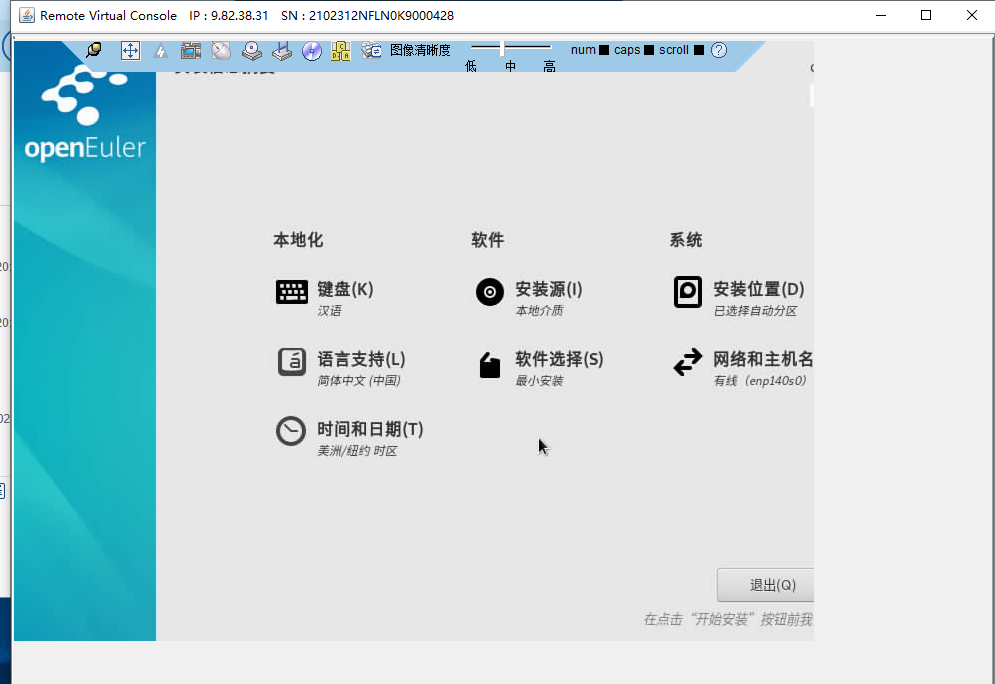 Remote Virtual Console IP : 9.82.38.31 SN : 2102312NFLN0K9000428
图像清晰度
低 中 高
num caps scroll ?
openEuler
本地化
键盘(K)
汉语
语言支持(L)
简体中文 (中国)
时间和日期(T)
美洲/纽约 时区
软件
安装源(I)
本地介质
软件选择(S)
最小安装
系统
安装位置(D)
已选择自动分区
网络和主机名
有线（enp140s0）
退出(Q)
在点击“开始安装”按钮前我